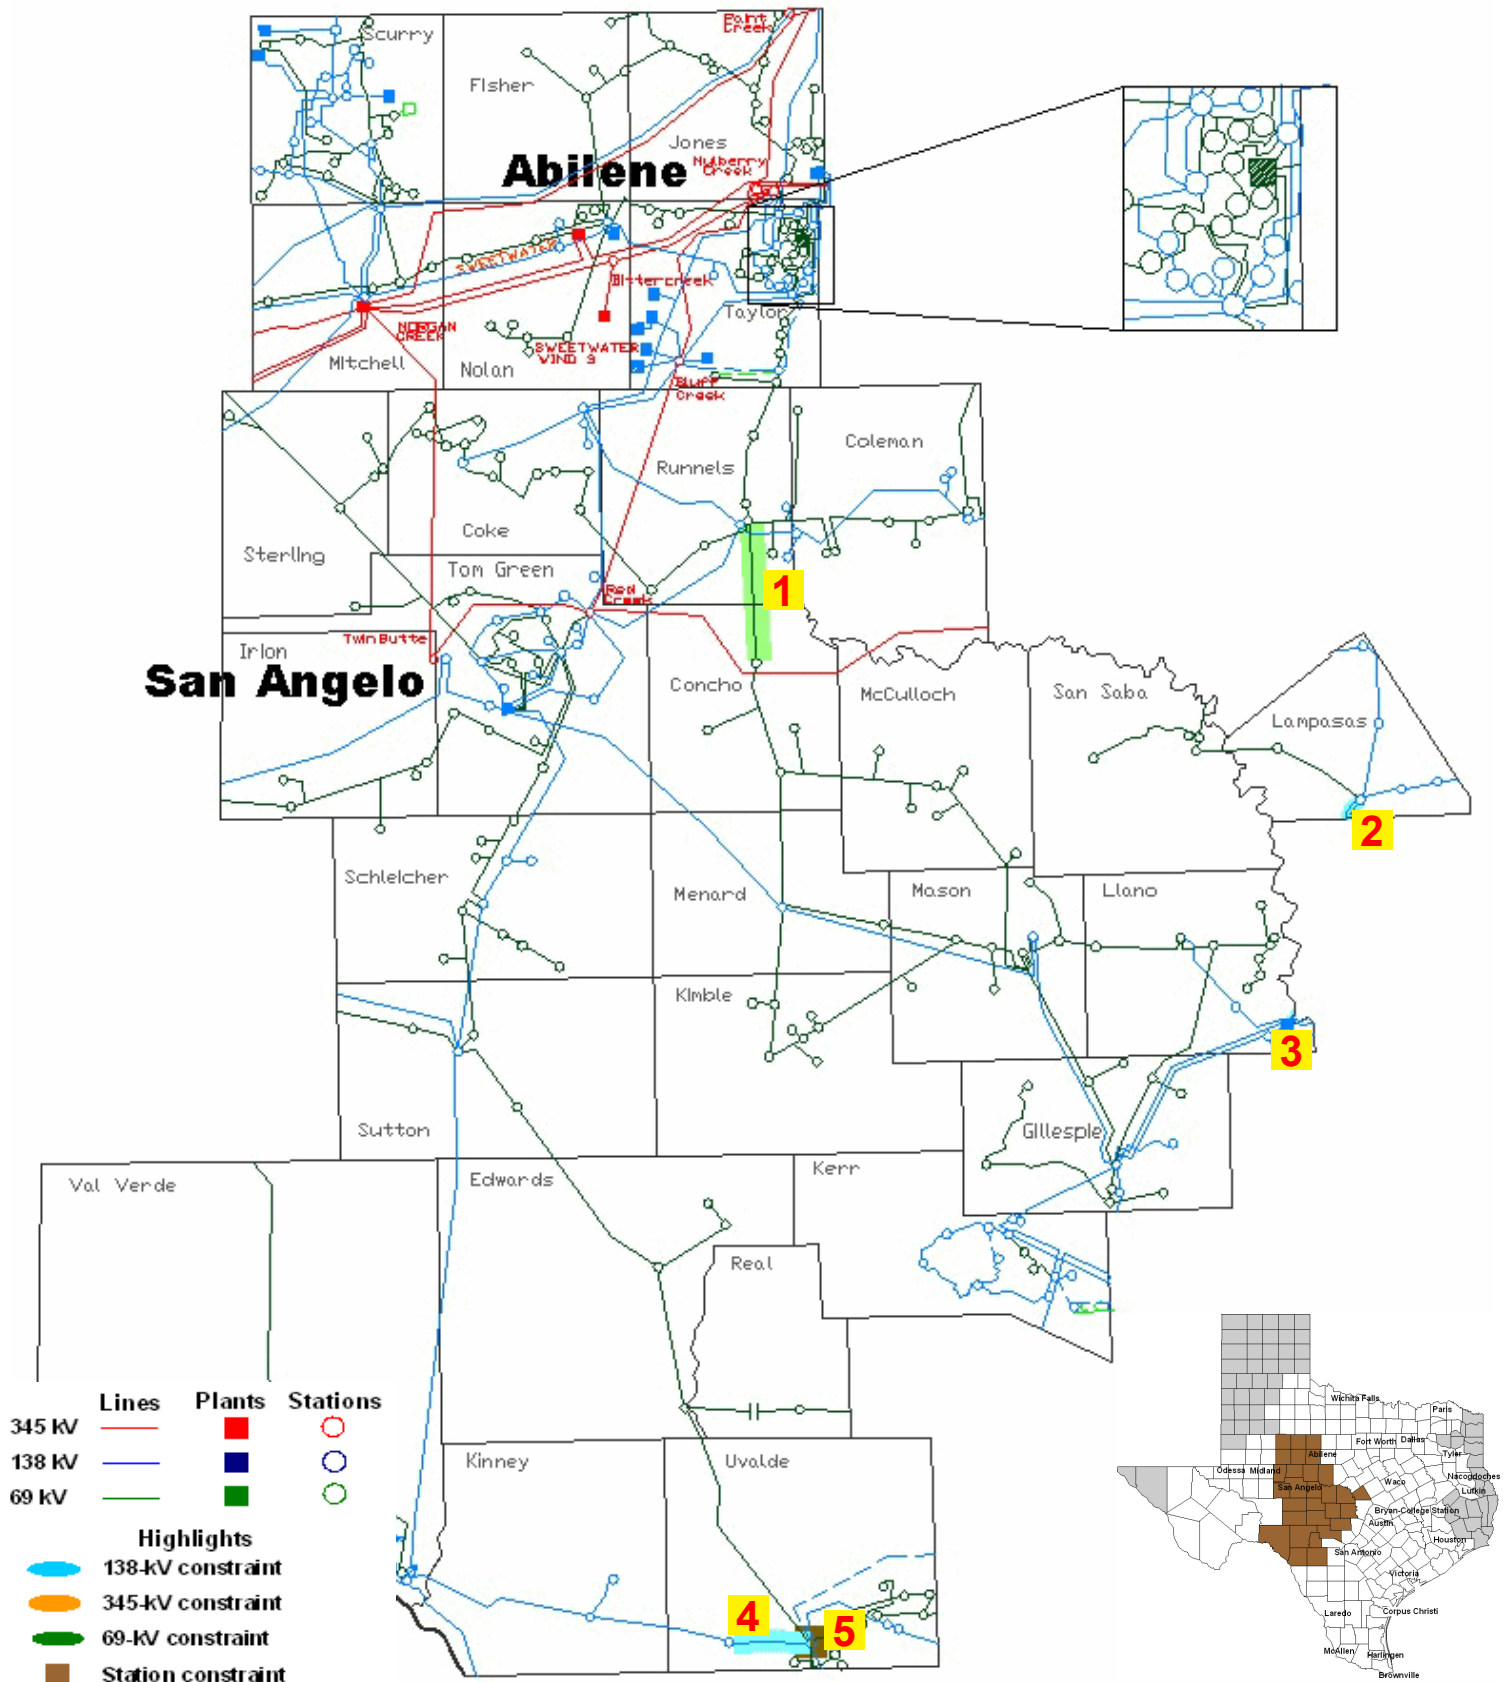 Paint
Creek
Scurry
Fisher
Jones
Abilene
Mulberry
Creek
SWEETWATER
Bittercreek
Taylor
MORGAN
CREEK
SWEETWATER
WIND 3
Mitchell
Nolan
Bluff
Creek
Coleman
Runnels
Coke
Sterling
Tom Green
1
Red
Creek
Twin Butte
Irion
San Angelo
Concho
McCulloch
San Saba
Lampasas
2
Schleicher
Menard
Mason
Llano
Kimble
3
Sutton
Gillespie
Kerr
Val Verde
Edwards
Real
Kinney
Uvalde
4
5
Lines Plants Stations
345 kV
138 kV
69 kV
Highlights
138-kV constraint
345-kV constraint
69-kV constraint
Station constraint
Wichita Falls
Paris
Fort Worth
Dallas
Abilene
Tyler
Odessa
Midland
Waco
Nacogdoches
San Angelo
Lufkin
Bryan-College Station
Austin
Houston
San Antonio
Victoria
Laredo
Corpus Christi
McAllen
Harlingen
Brownville